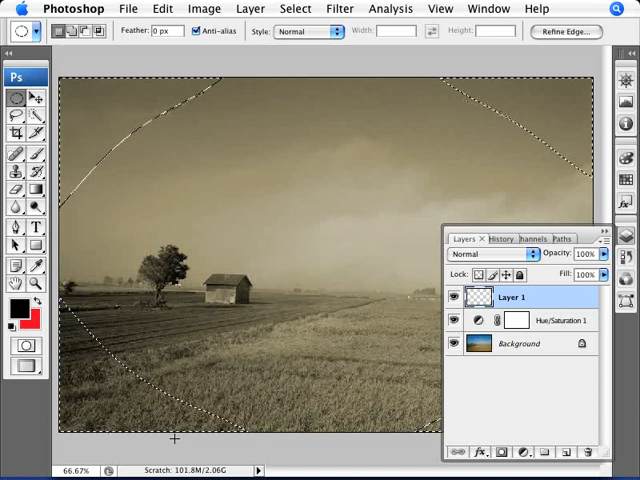 Photoshop File Edit Image Layer Select Filter Analysis View Window Help
Feather: 0 px Anti-alias Style: Normal Width: Height: Refine Edge...
Ps
Layers × History hannels Paths
Normal Opacity: 100%
Lock: Fill: 100%
Layer 1
Hue/Saturation 1
Background
T
fx
66.67% Scratch: 101.8M/2.06G